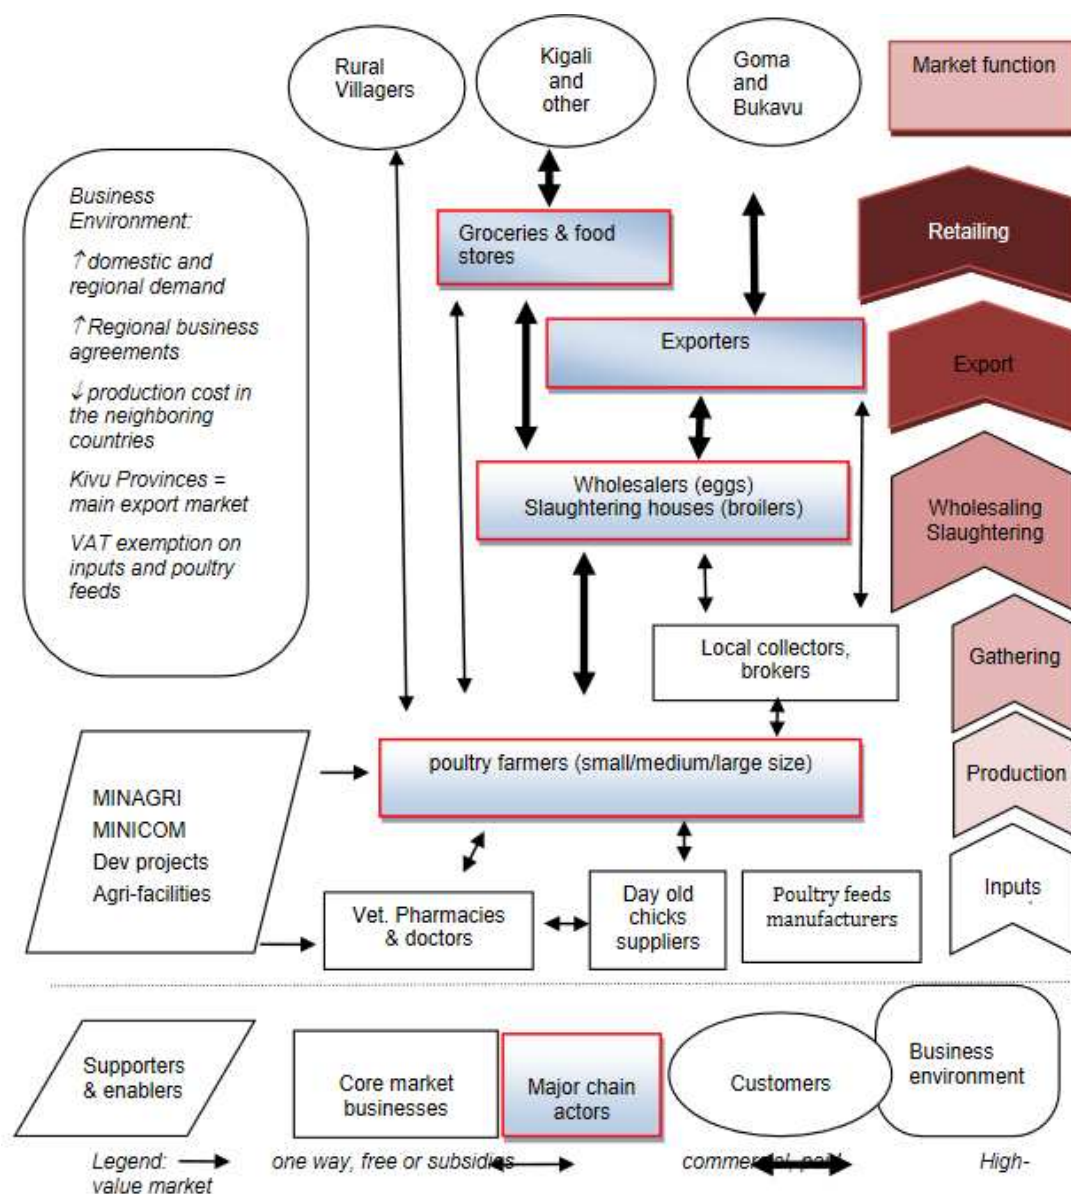 Rural
Villagers
Kigali
and
other
Goma
and
Bukavu
Market function
Business
Environment:
↑domestic and
regional demand
↑Regional business
agreements
↓production cost in
the neighboring
countries
Kivu Provinces =
main export market
VAT exemption on
inputs and poultry
feeds
Groceries & food
stores
Retailing
Exporters
Export
Wholesalers (eggs)
Slaughtering houses (broilers)
Wholesaling
Slaughtering
Local collectors,
brokers
Gathering
poultry farmers (small/medium/large size)
Production
MINAGRI
MINICOM
Dev projects
Agri-facilities
Vet. Pharmacies
& doctors
Day old
chicks
suppliers
Poultry feeds
manufacturers
Inputs
Supporters
& enablers
Core market
businesses
Major chain
actors
Customers
Business
environment
Legend:
one way, free or subsidies
commercial, paid
High-
value market